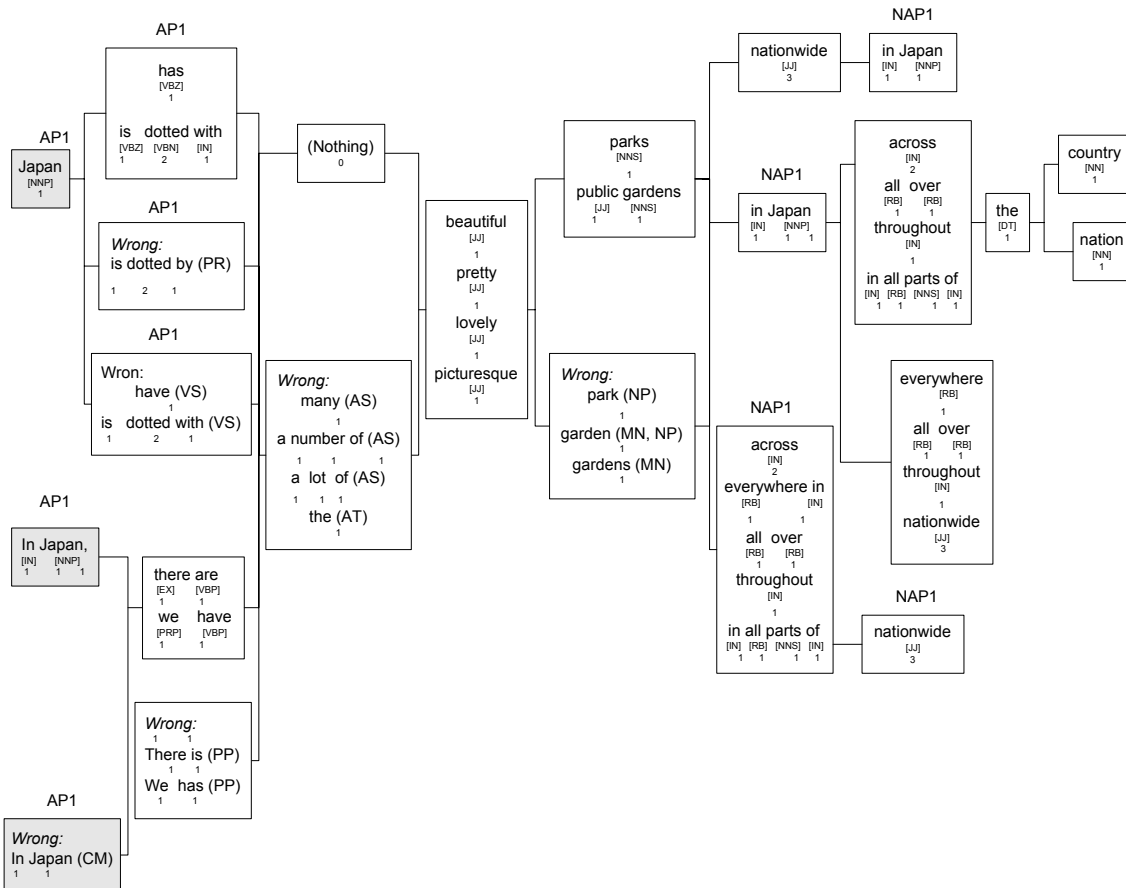 AP1
Japan
[NNP]
1
AP1
has
[VBZ]
1
is dotted with
[VBZ] [VBN] [IN]
1 2 1
AP1
Wrong:
is dotted by (PR)
1 2 1
AP1
Wron:
have (VS)
1
is dotted with (VS)
1 2 1
AP1
In Japan,
[IN] [NNP]
1 1 1
there are
[EX] [VBP]
1 1
we have
[PRP] [VBP]
1 1
Wrong:
1 1
There is (PP)
1 1
We has (PP)
1 1
AP1
Wrong:
In Japan (CM)
1 1
(Nothing)
0
Wrong:
many (AS)
1
a number of (AS)
1 1 1
a lot of (AS)
1 1 1
the (AT)
1
beautiful
[JJ]
1
pretty
[JJ]
1
lovely
[JJ]
1
picturesque
[JJ]
1
parks
[NNS]
1
public gardens
[JJ] [NNS]
1 1
Wrong:
park (NP)
1
garden (MN, NP)
1
gardens (MN)
1
nationwide
[JJ]
3
NAP1
in Japan
[IN] [NNP]
1 1
NAP1
in Japan
[IN] [NNP]
1 1 1
across
[IN]
2
all over
[RB] [RB]
1 1
throughout
[IN]
1
in all parts of
[IN] [RB] [NNS] [IN]
1 1 1 1
the
[DT]
1
country
[NN]
1
nation
[NN]
1
everywhere
[RB]
1
all over
[RB] [RB]
1 1
throughout
[IN]
1
nationwide
[JJ]
3
NAP1
across
[IN]
2
everywhere in
[RB] [IN]
1 1
all over
[RB] [RB]
1 1
throughout
[IN]
1
in all parts of
[IN] [RB] [NNS] [IN]
1 1 1 1
NAP1
nationwide
[JJ]
3